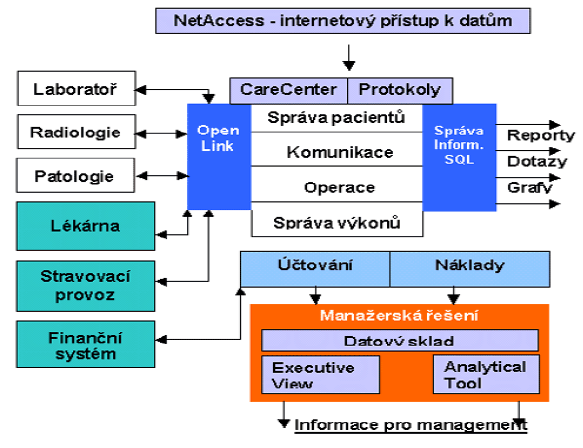 NetAccess - internetový přístup k datům
CareCenter
Protokoly
Laboratoř
Radiologie
Patologie
Lékárna
Stravovací
provoz
Finanční
systém
Open
Link
Správa pacientů
Komunikace
Operace
Správa výkonů
Správa
Inform.
SQL
Reporty
Dotazy
Grafy
Účtování
Náklady
Manažerská řešení
Datový sklad
Executive
View
Analytical
Tool
Informace pro management